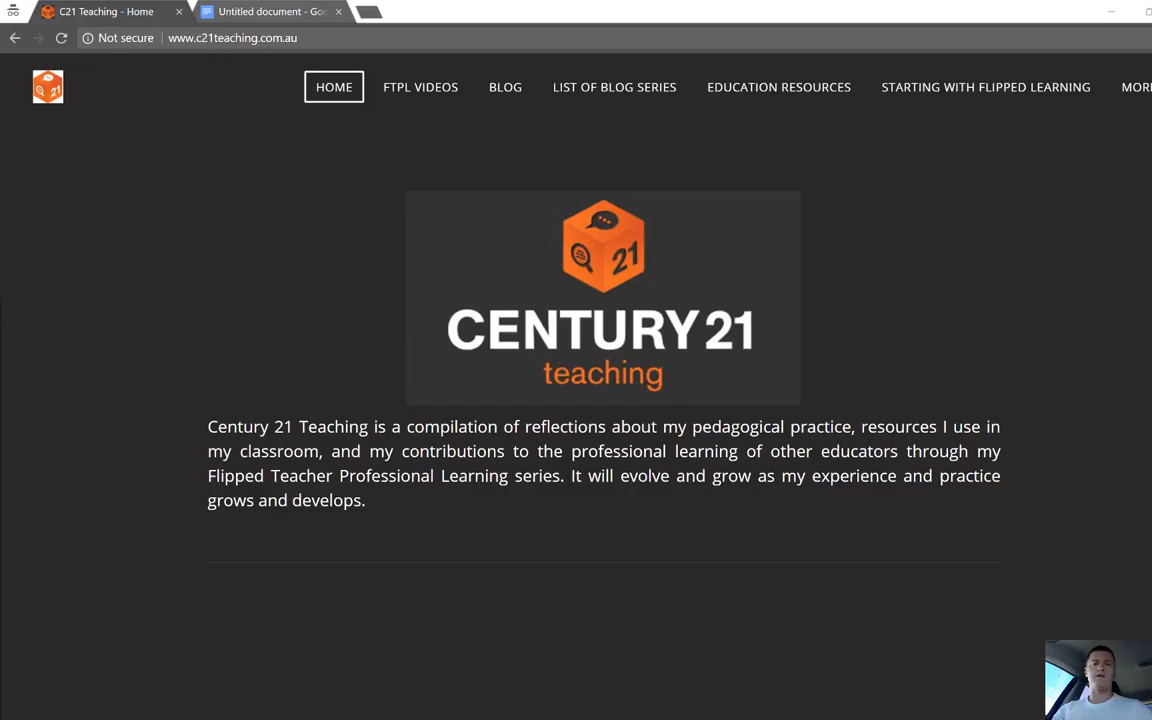 C21 Teaching - Home
Untitled document - Goo
Not secure
www.c21teaching.com.au
21
HOME
FTPL VIDEOS
BLOG
LIST OF BLOG SERIES
EDUCATION RESOURCES
STARTING WITH FLIPPED LEARNING
MORE
21
CENTURY 21
teaching
Century 21 Teaching is a compilation of reflections about my pedagogical practice, resources I use in
my classroom, and my contributions to the professional learning of other educators through my
Flipped Teacher Professional Learning series. It will evolve and grow as my experience and practice
grows and develops.